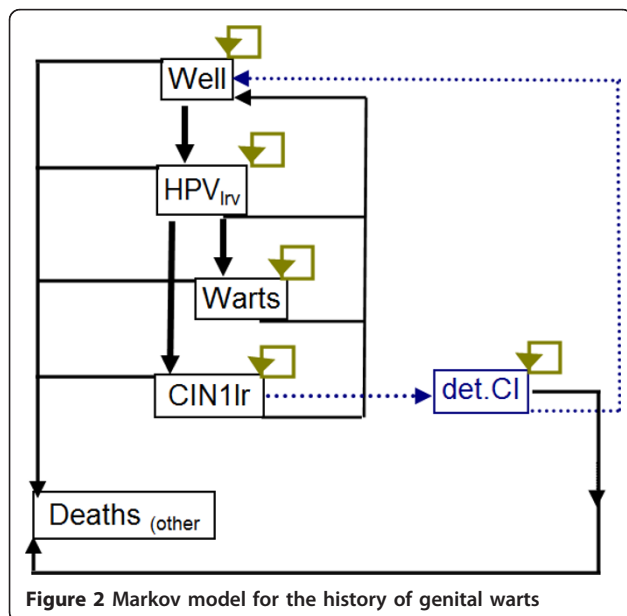 Well
HPVlrv
Warts
CIN1lr
det.CI
Deaths (other
Figure 2 Markov model for the history of genital warts